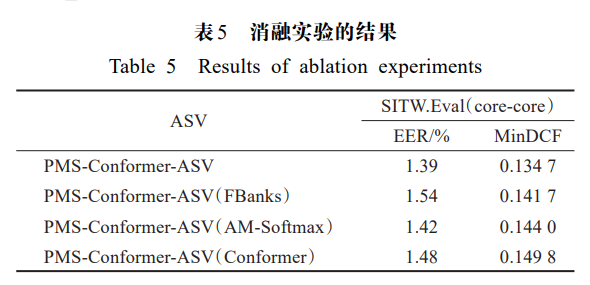 表5 消融实验的结果
Table 5 Results of ablation experiments
ASV SITW.Eval(core-core)
EER/% MinDCF
PMS-Conformer-ASV 1.39 0.134 7
PMS-Conformer-ASV(FBanks) 1.54 0.141 7
PMS-Conformer-ASV(AM-Softmax) 1.42 0.144 0
PMS-Conformer-ASV(Conformer) 1.48 0.149 8